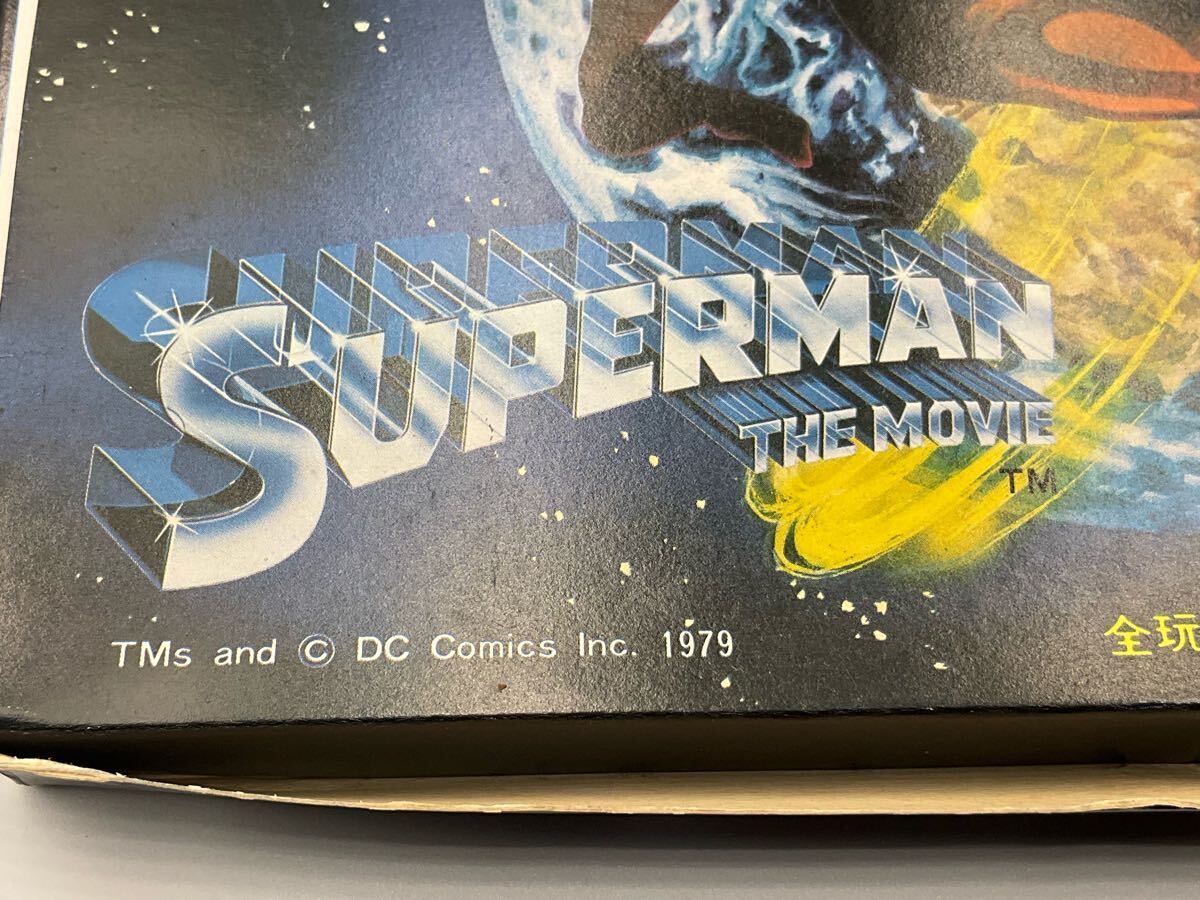 SUPERMAN
THE MOVIE
TM
TMs and © DC Comics Inc. 1979
全玩